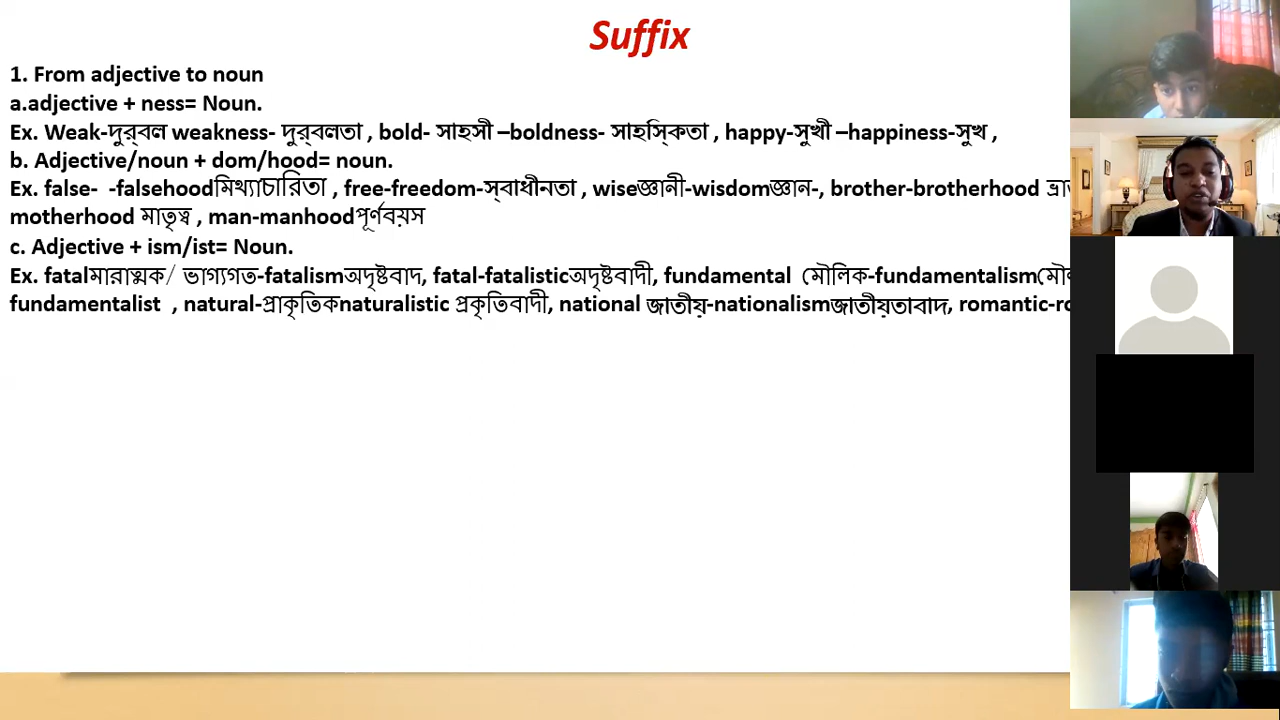 Suffix
1. From adjective to noun
a.adjective + ness= Noun.
Ex. Weak-দুর্বল weakness- দুর্বলতা , bold- সাহসী –boldness- সাহসিকতা , happy-সুখী –happiness-সুখ ,
b. Adjective/noun + dom/hood= noun.
Ex. false- -falsehoodমিথ্যাচারিতা , free-freedom-স্বাধীনতা , wiseজ্ঞানী-wisdomজ্ঞান-, brother-brotherhood
motherhood মাতৃত্ব , man-manhoodপূর্ণবয়স
c. Adjective + ism/ist= Noun.
Ex. fatalমারাত্মক/ ভাগ্যগত-fatalismঅদৃষ্টবাদ, fatal-fatalisticঅদৃষ্টবাদী, fundamental মৌলিক-fundamentalism
fundamentalist , natural-প্রাকৃতিকnaturalistic প্রকৃতিবাদী, national জাতীয়-nationalismজাতীয়তাবাদ, romantic-